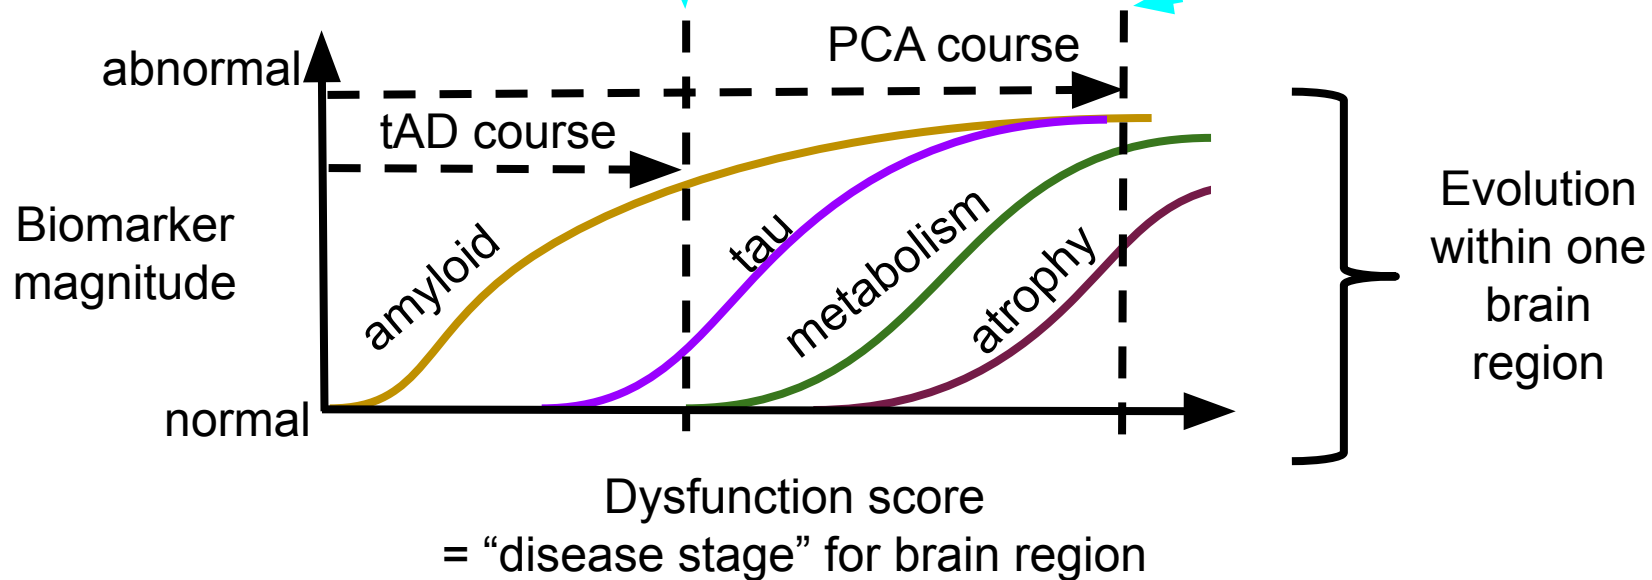 PCA course
abnormal
tAD course
Biomarker
magnitude
amyloid
tau
metabolism
atrophy
normal
Evolution
within one
brain
region
Dysfunction score
= “disease stage” for brain region